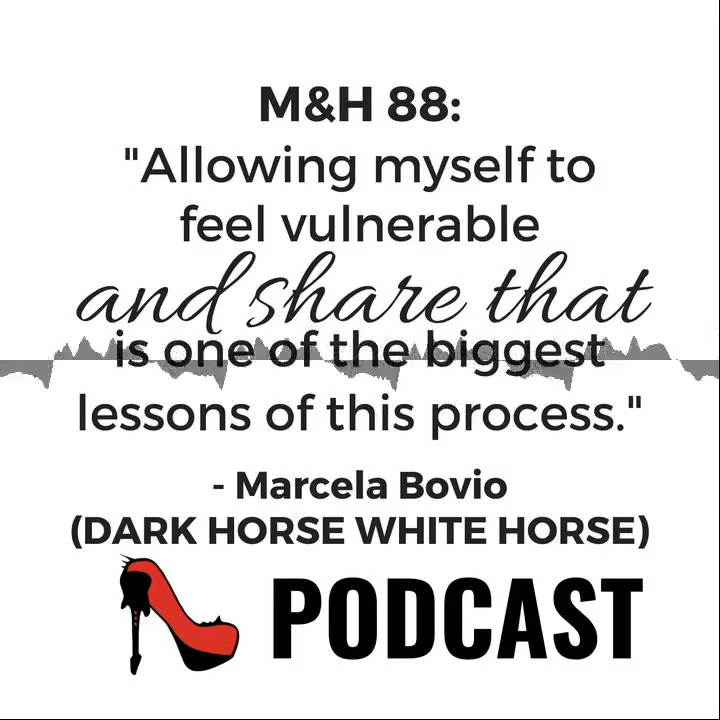 M&H 88:
"Allowing myself to
feel vulnerable
and share that
is one of the biggest
lessons of this process."
- Marcela Bovio
(DARK HORSE WHITE HORSE)
PODCAST